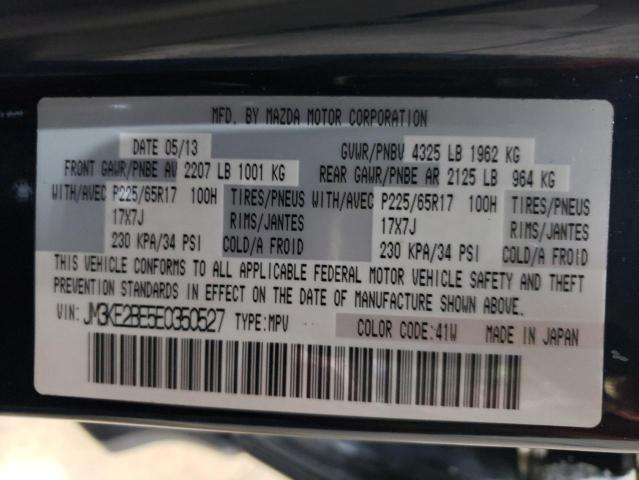 MFD. BY MAZDA MOTOR CORPORATION
DATE 05/13 GVWR/PNBV 4325 LB 1962 KG
FRONT GAWR/PNBE AV 2207 LB 1001 KG REAR GAWR/PNBE AR 2125 LB 964 KG
WITH/AVEC P225/65R17 100H TIRES/PNEUS WITH/AVEC P225/65R17 100H TIRES/PNEUS
17X7J RIMS/JANTES 17X7J RIMS/JANTES
230 KPA/34 PSI COLD/A FROID 230 KPA/34 PSI COLD/A FROID
THIS VEHICLE CONFORMS TO ALL APPLICABLE FEDERAL MOTOR VEHICLE SAFETY AND THEFT
PREVENTION STANDARDS IN EFFECT ON THE DATE OF MANUFACTURE SHOWN ABOVE.
VIN: JM3KE2BE5E0350527 TYPE: MPV COLOR CODE: 41W MADE IN JAPAN